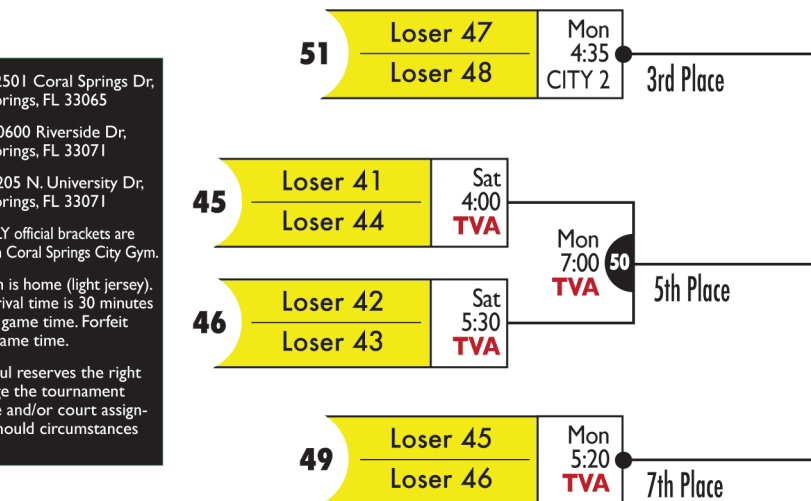 2501 Coral Springs Dr,
prings, FL 33065
0600 Riverside Dr,
prings, FL 33071
205 N. University Dr,
prings, FL 33071
LY official brackets are
n Coral Springs City Gym.
n is home (light jersey).
rival time is 30 minutes
game time. Forfeit
ame time.
ul reserves the right
ge the tournament
e and/or court assign-
hould circumstances
51
Loser 47
Loser 48
Mon
4:35
CITY 2
3rd Place
45
Loser 41
Loser 44
Sat
4:00
TVA
46
Loser 42
Loser 43
Sat
5:30
TVA
Mon
7:00
TVA
50
5th Place
49
Loser 45
Loser 46
Mon
5:20
TVA
7th Place